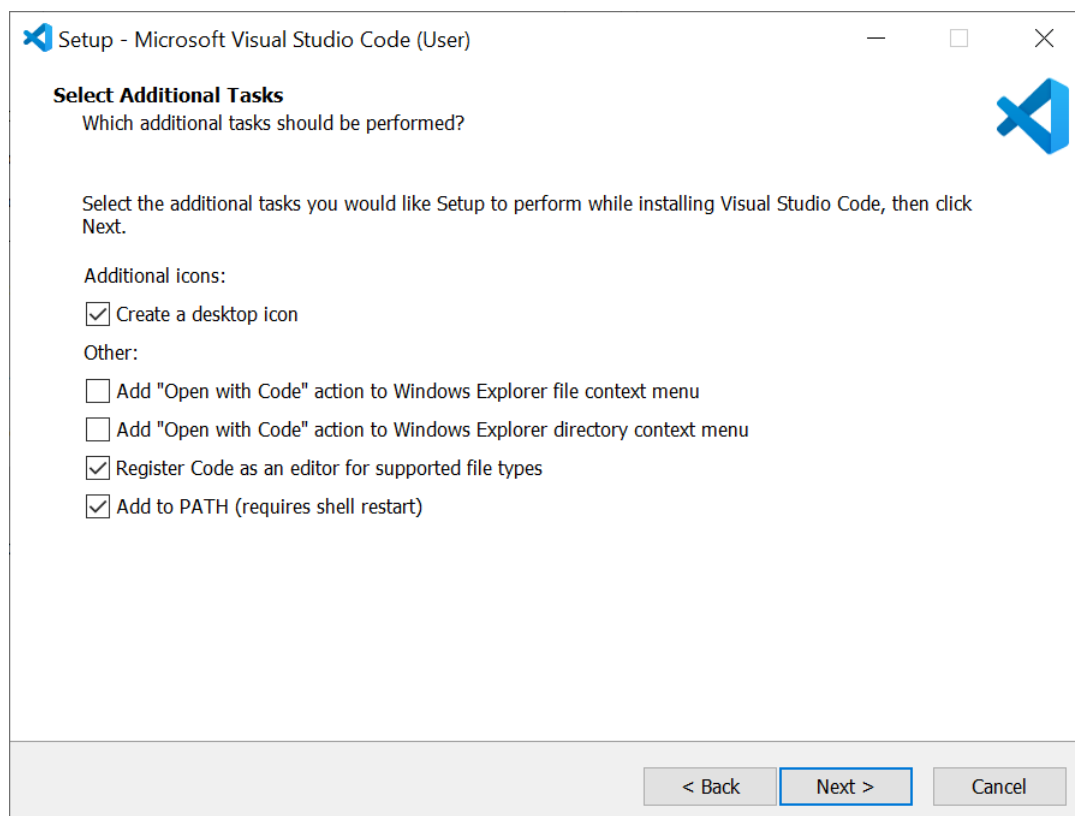 Setup - Microsoft Visual Studio Code (User)
Select Additional Tasks
Which additional tasks should be performed?
Select the additional tasks you would like Setup to perform while installing Visual Studio Code, then click
Next.
Additional icons:
Create a desktop icon
Other:
Add "Open with Code" action to Windows Explorer file context menu
Add "Open with Code" action to Windows Explorer directory context menu
Register Code as an editor for supported file types
Add to PATH (requires shell restart)
< Back Next > Cancel